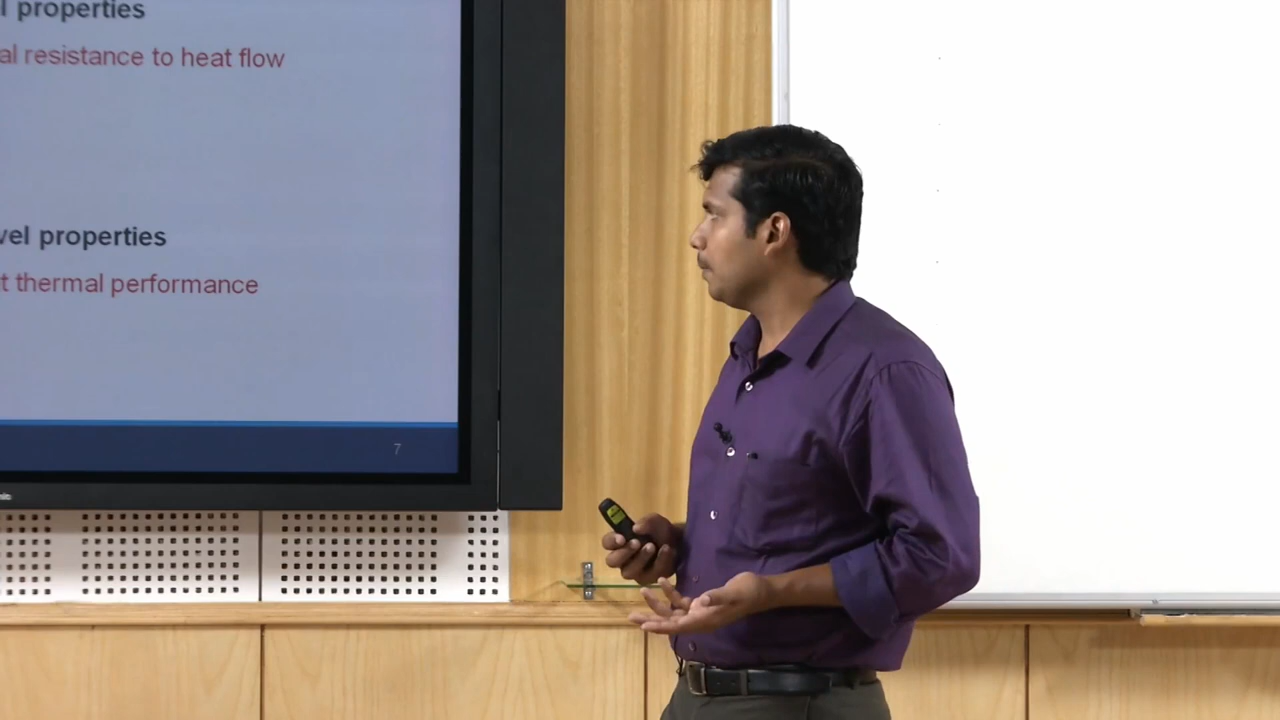 l properties
al resistance to heat flow
vel properties
t thermal performance
7